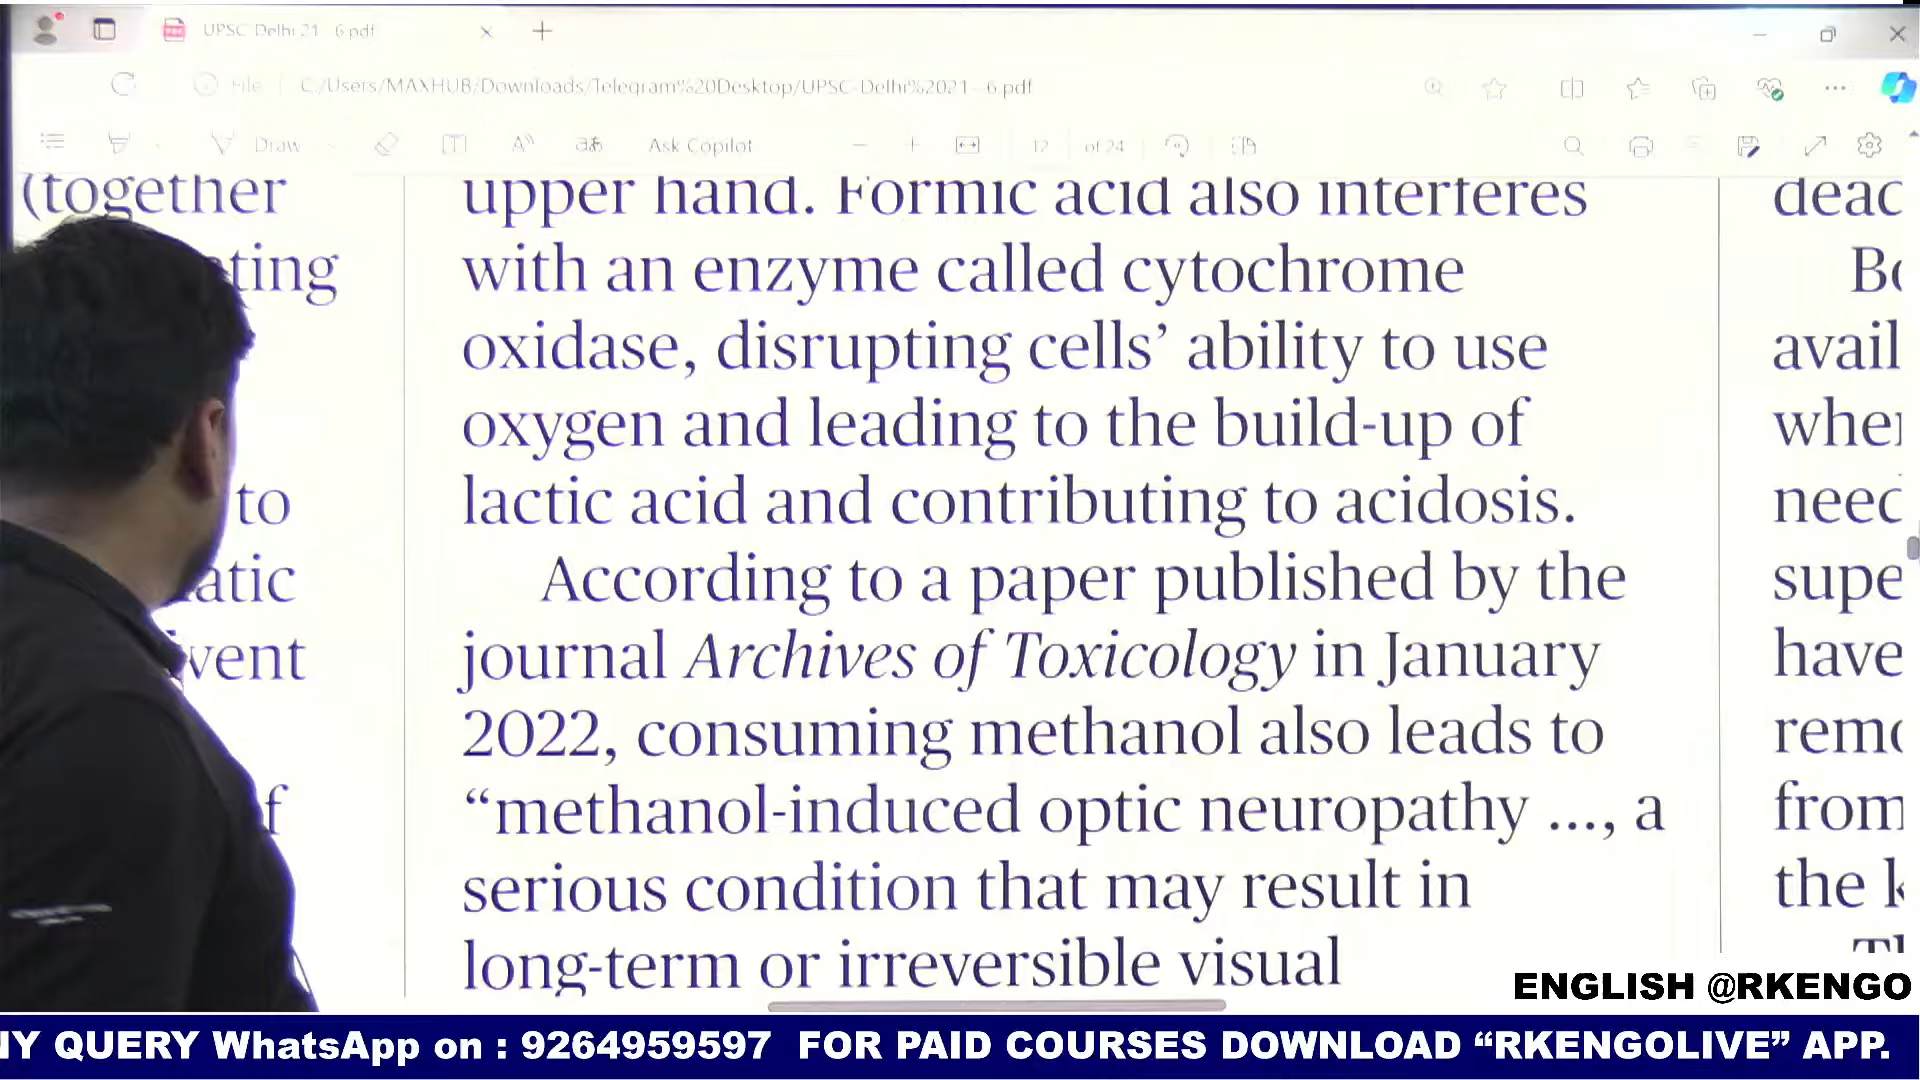 UPSC Delhi 21 - 6.pdf
File C:/Users/MAXHUB/Downloads/Telegram%20Desktop/UPSC-Delhi%2021--6.pdf
Draw Ask Copilot 12 of 24
(together
ting
to
atic
vent
f
upper hand. Formic acid also interferes
with an enzyme called cytochrome
oxidase, disrupting cells’ ability to use
oxygen and leading to the build-up of
lactic acid and contributing to acidosis.
According to a paper published by the
journal Archives of Toxicology in January
2022, consuming methanol also leads to
“methanol-induced optic neuropathy ..., a
serious condition that may result in
long-term or irreversible visual
deac
avail
when
need
supe
have
remo
from
the k
ENGLISH @RKENGO
NY QUERY WhatsApp on : 9264959597 FOR PAID COURSES DOWNLOAD “RKENGOLIVE” APP.